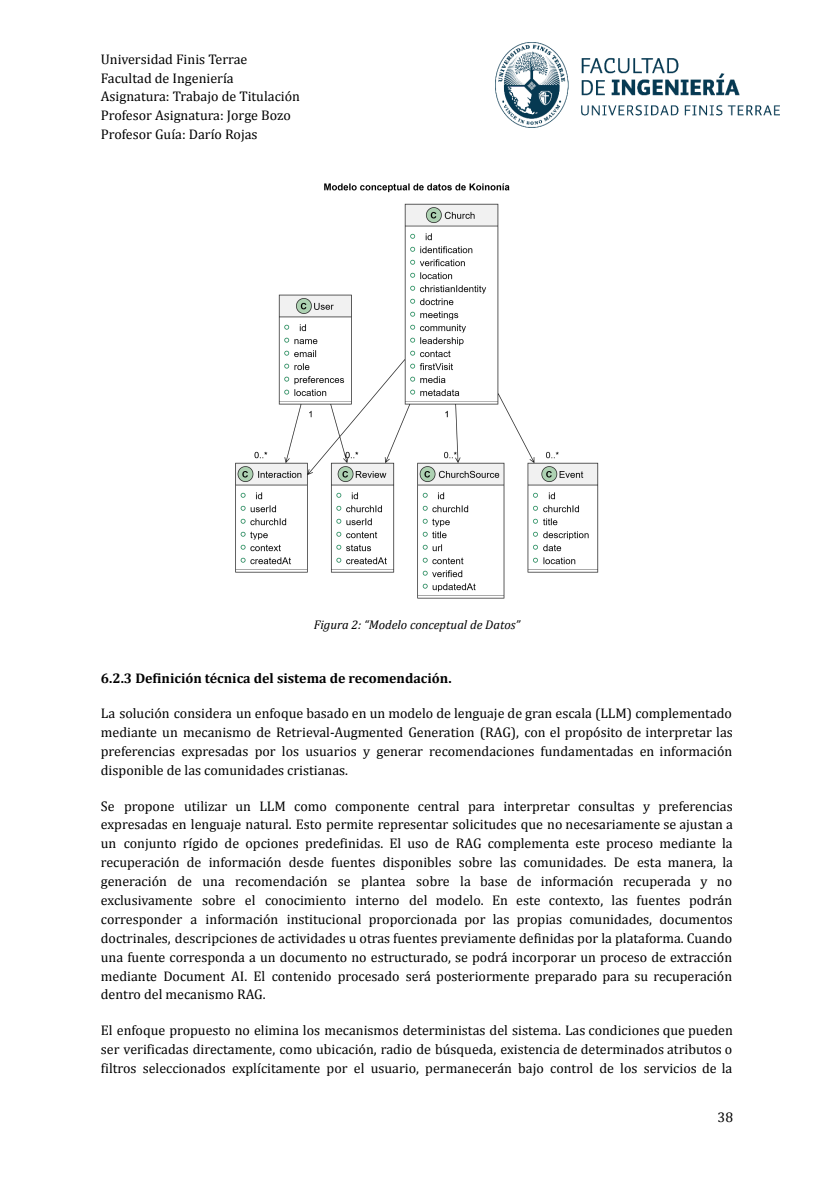 Universidad Finis Terrae
Facultad de Ingeniería
Asignatura: Trabajo de Titulación
Profesor Asignatura: Jorge Bozo
Profesor Guía: Darío Rojas
UNIVERSIDAD FINIS TERRAE
VINCE IN BONO MALUM
FACULTAD
DE INGENIERÍA
UNIVERSIDAD FINIS TERRAE
Modelo conceptual de datos de Koinonía
C Church
id
identification
verification
location
christianIdentity
doctrine
meetings
community
leadership
contact
firstVisit
media
metadata
C User
id
name
email
role
preferences
location
1
1
0..*
0..*
0..*
0..*
C Interaction
id
userId
churchId
type
context
createdAt
C Review
id
churchId
userId
content
status
createdAt
C ChurchSource
id
churchId
type
title
url
content
verified
updatedAt
C Event
id
churchId
title
description
date
location
Figura 2: “Modelo conceptual de Datos”
6.2.3 Definición técnica del sistema de recomendación.
La solución considera un enfoque basado en un modelo de lenguaje de gran escala (LLM) complementado
mediante un mecanismo de Retrieval-Augmented Generation (RAG), con el propósito de interpretar las
preferencias expresadas por los usuarios y generar recomendaciones fundamentadas en información
disponible de las comunidades cristianas.
Se propone utilizar un LLM como componente central para interpretar consultas y preferencias
expresadas en lenguaje natural. Esto permite representar solicitudes que no necesariamente se ajustan a
un conjunto rígido de opciones predefinidas. El uso de RAG complementa este proceso mediante la
recuperación de información desde fuentes disponibles sobre las comunidades. De esta manera, la
generación de una recomendación se plantea sobre la base de información recuperada y no
exclusivamente sobre el conocimiento interno del modelo. En este contexto, las fuentes podrán
corresponder a información institucional proporcionada por las propias comunidades, documentos
doctrinales, descripciones de actividades u otras fuentes previamente definidas por la plataforma. Cuando
una fuente corresponda a un documento no estructurado, se podrá incorporar un proceso de extracción
mediante Document AI. El contenido procesado será posteriormente preparado para su recuperación
dentro del mecanismo RAG.
El enfoque propuesto no elimina los mecanismos deterministas del sistema. Las condiciones que pueden
ser verificadas directamente, como ubicación, radio de búsqueda, existencia de determinados atributos o
filtros seleccionados explícitamente por el usuario, permanecerán bajo control de los servicios de la
38